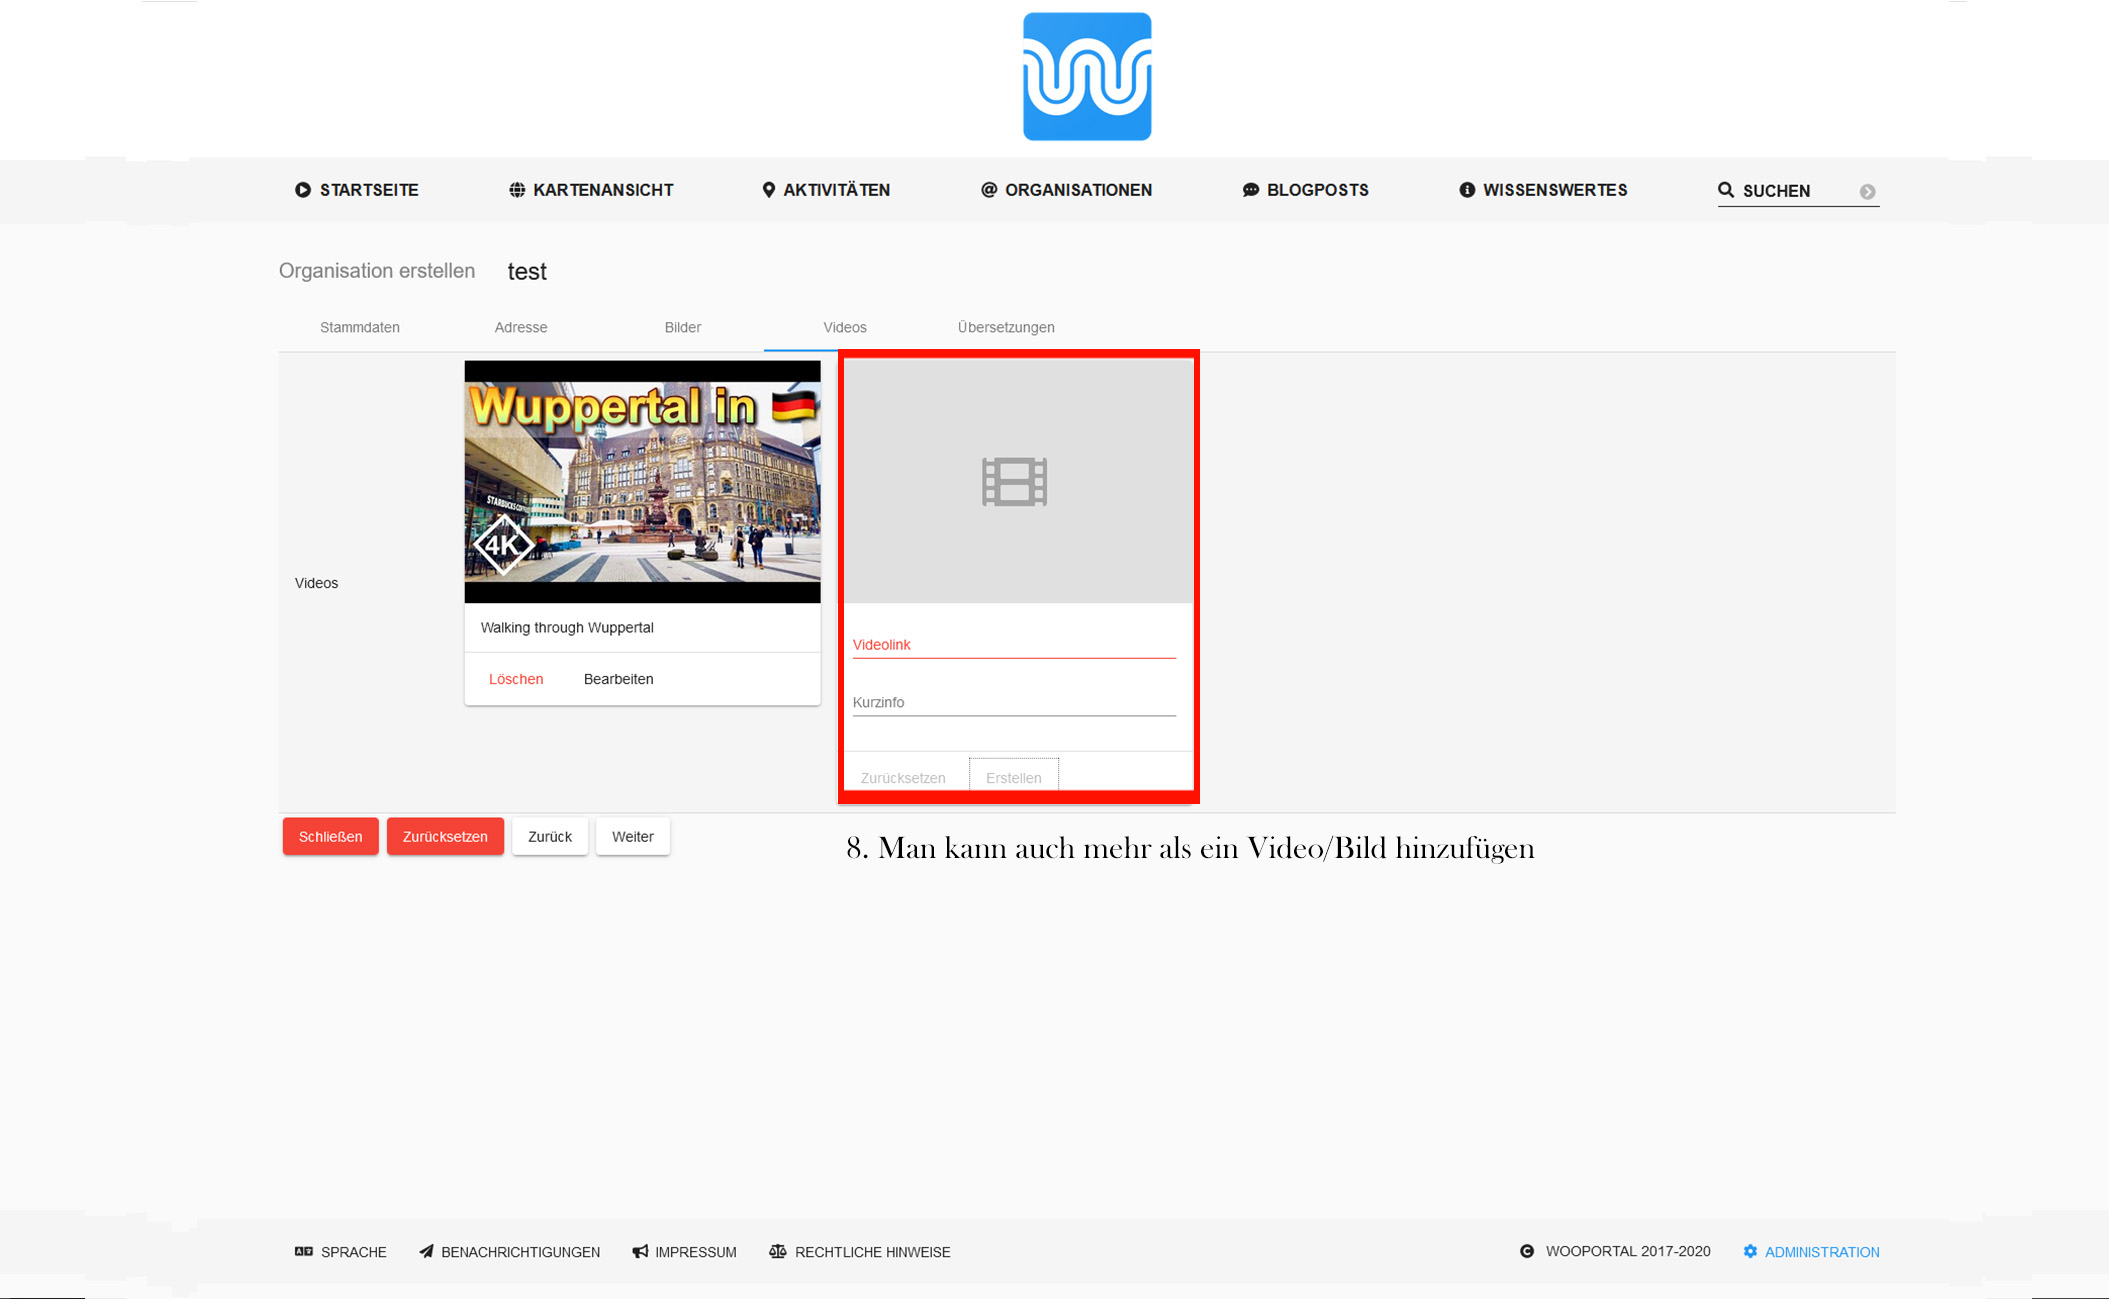 STARTSEITE KARTENANSICHT AKTIVITÄTEN @ ORGANISATIONEN BLOGPOSTS WISSENSWERTES SUCHEN
Organisation erstellen test
Stammdaten Adresse Bilder Videos Übersetzungen
Wuppertal in
STARBUCKS
4K
Videos
Walking through Wuppertal
Löschen Bearbeiten
Videolink
Kurzinfo
Zurücksetzen Erstellen
Schließen Zurücksetzen Zurück Weiter
8. Man kann auch mehr als ein Video/Bild hinzufügen
SPRACHE BENACHRICHTIGUNGEN IMPRESSUM RECHTLICHE HINWEISE WOOPORTAL 2017-2020 ADMINISTRATION